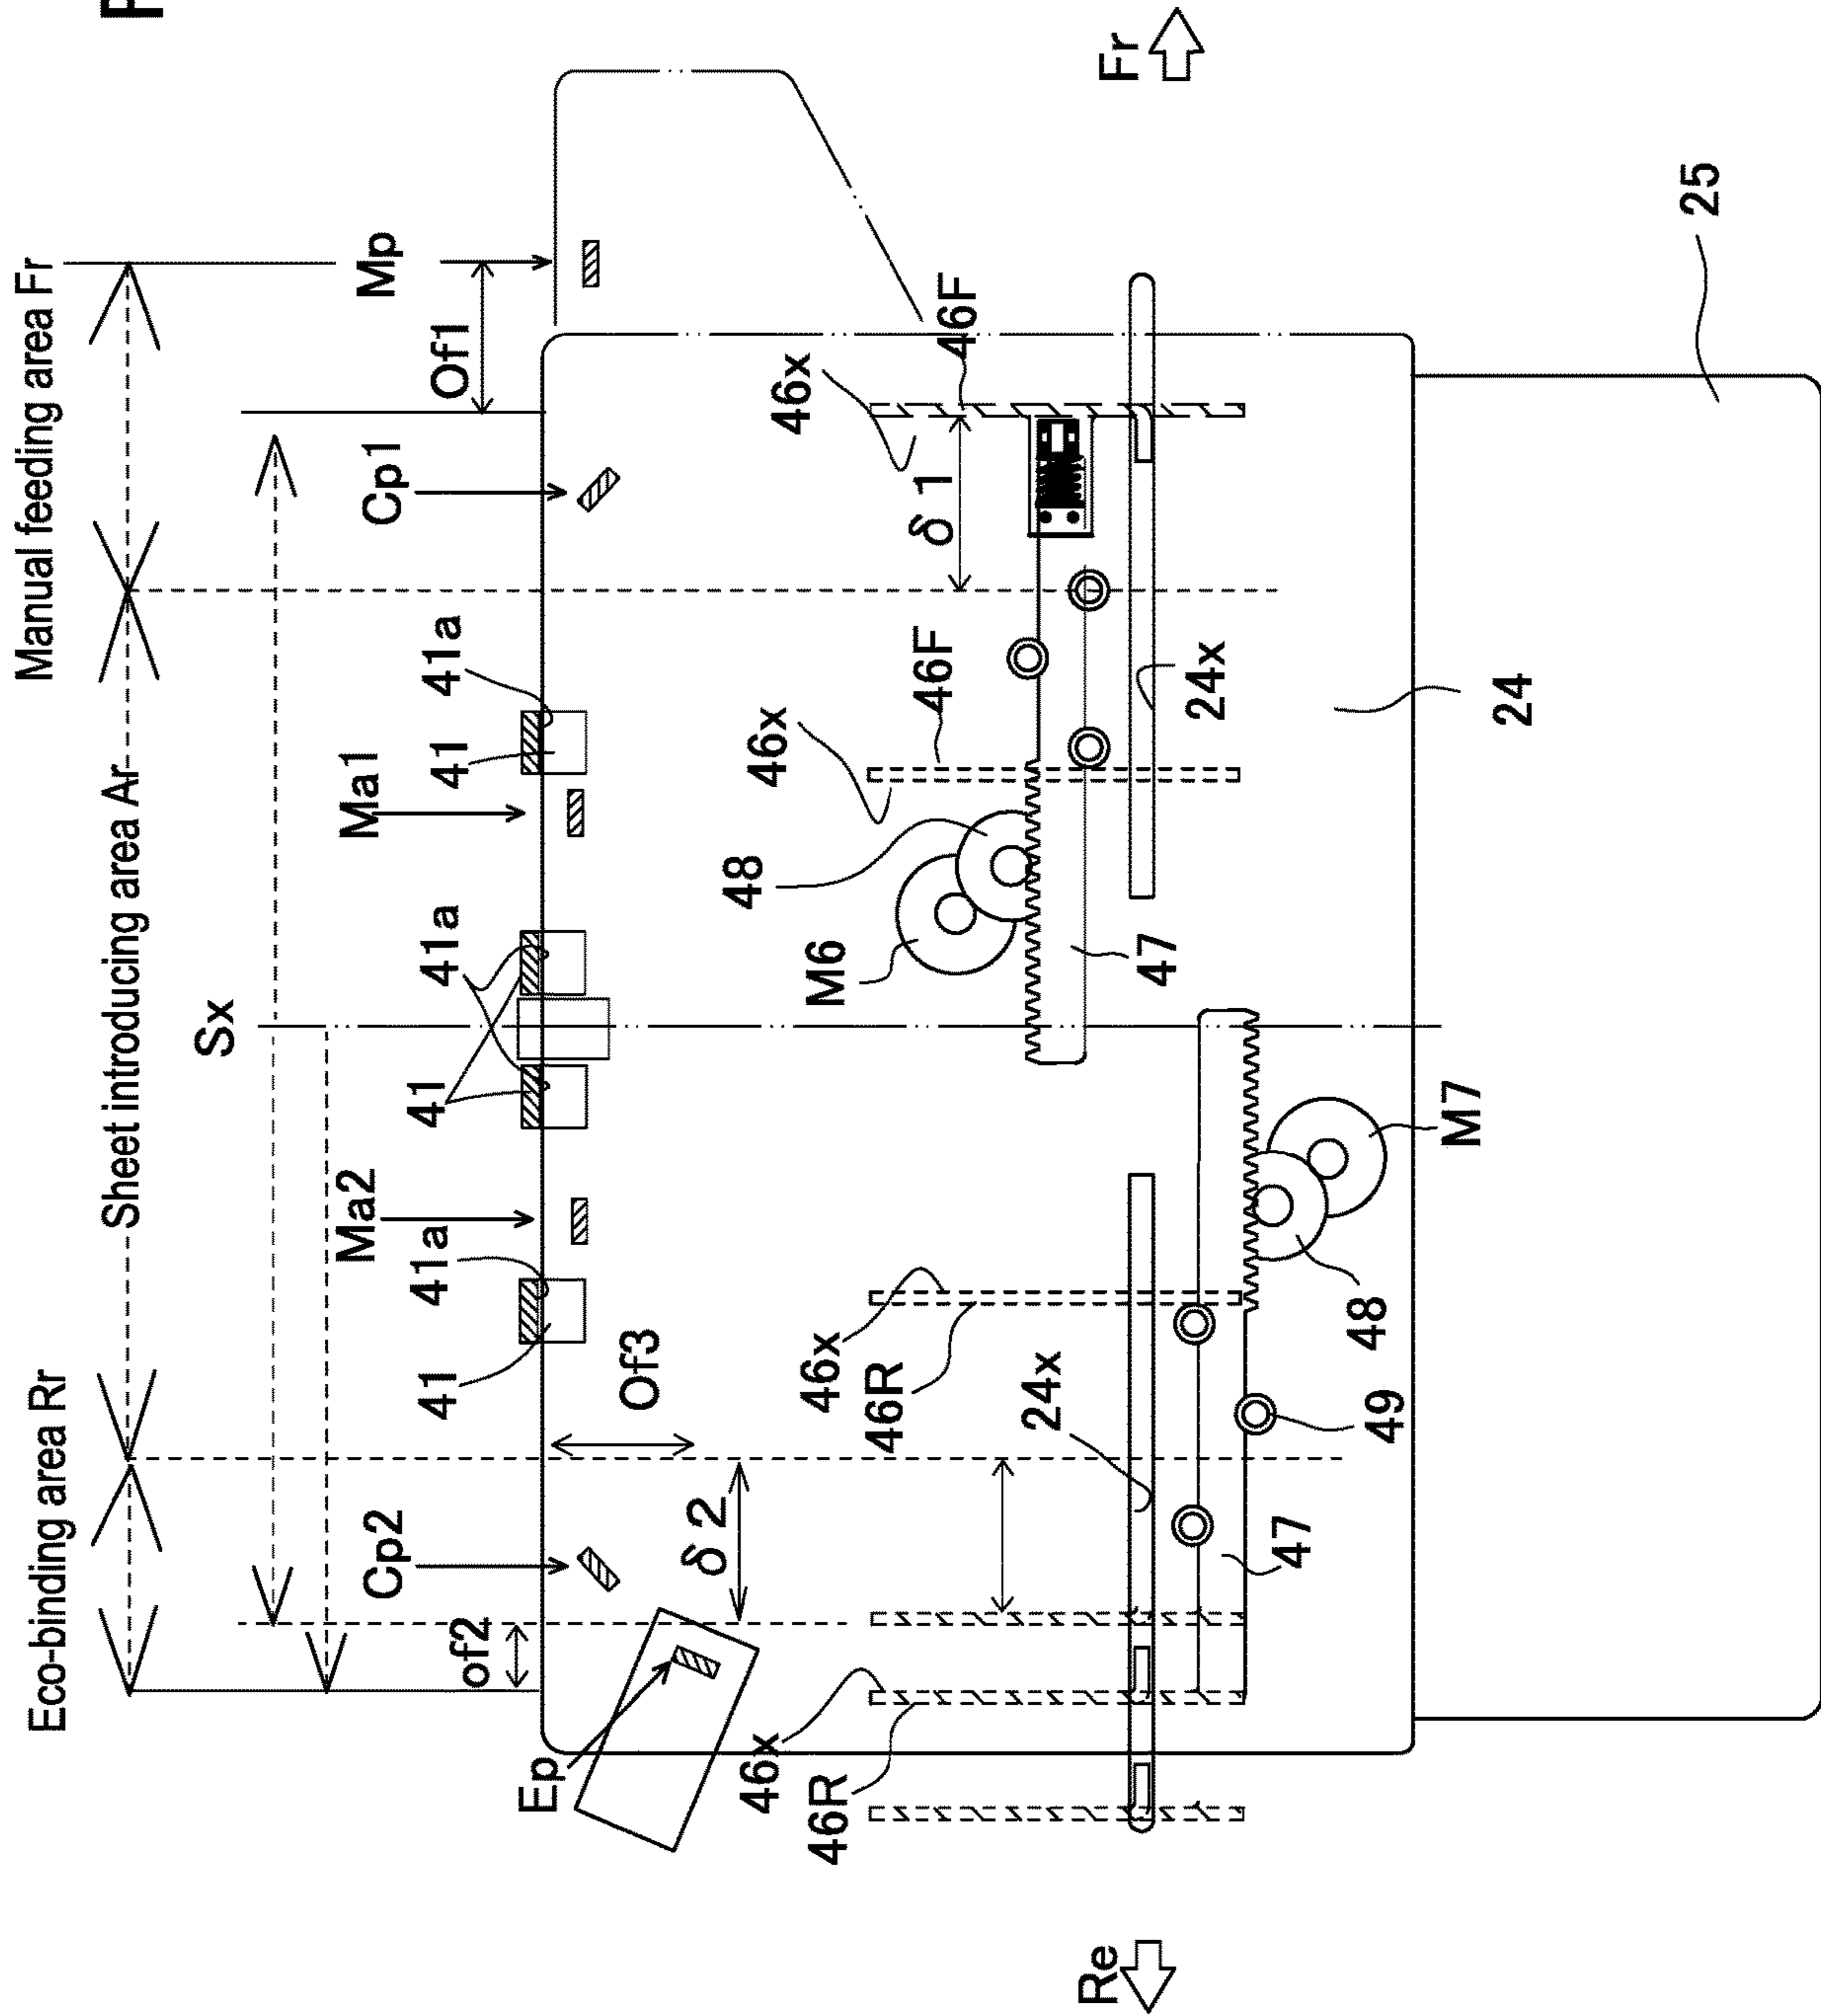 Eco-binding area Rr
Manual feeding area Fr
Sheet introducing area Ar
Sx
Cp2
Ma2
Ma1
Cp1
Mp
of2
41
41a
41
41a
41
41a
Of1
Ep
Of3
δ2
46x
46R
46x
46R
M6
48
46x
46F
δ1
46x
46F
24x
Re
Fr
47
24x
47
48
49
M7
24
25